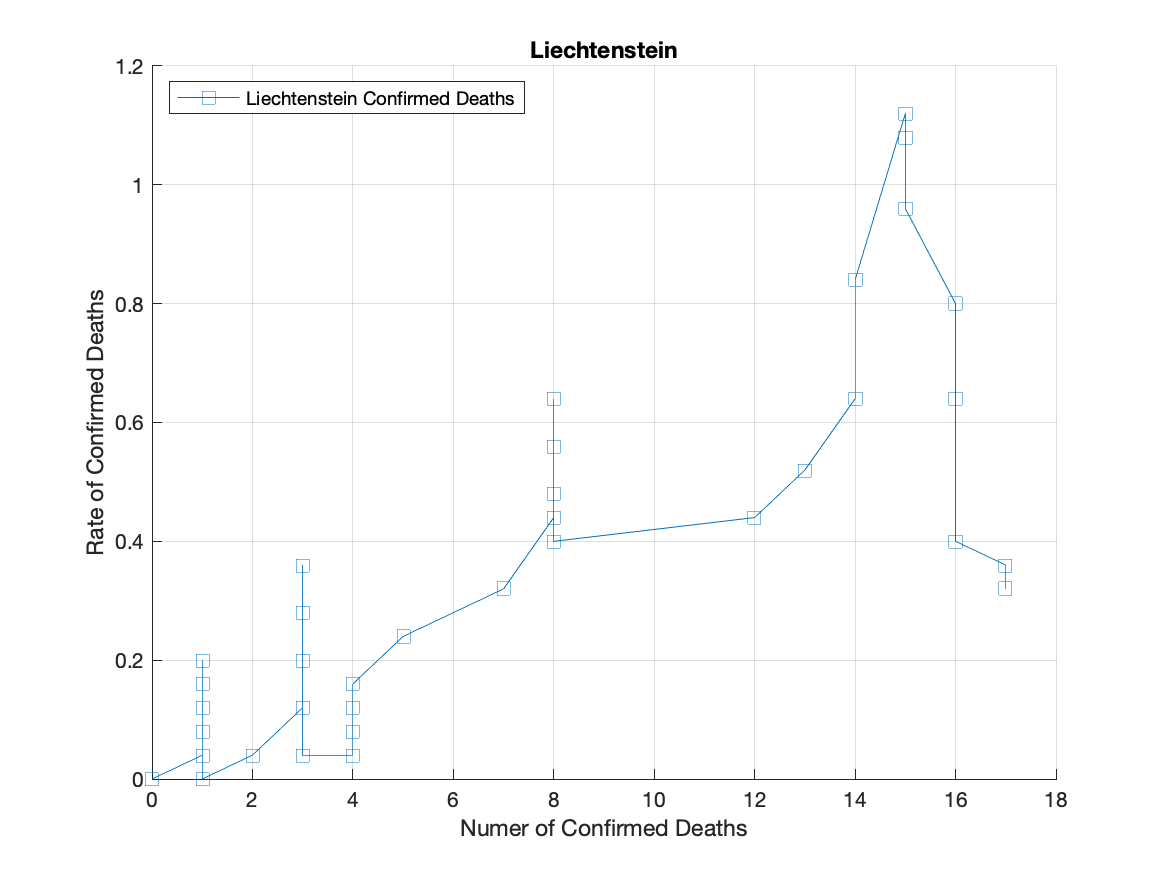 Liechtenstein
Liechtenstein Confirmed Deaths
1.2
1
0.8
0.6
0.4
0.2
0
Rate of Confirmed Deaths
0 2 4 6 8 10 12 14 16 18
Numer of Confirmed Deaths